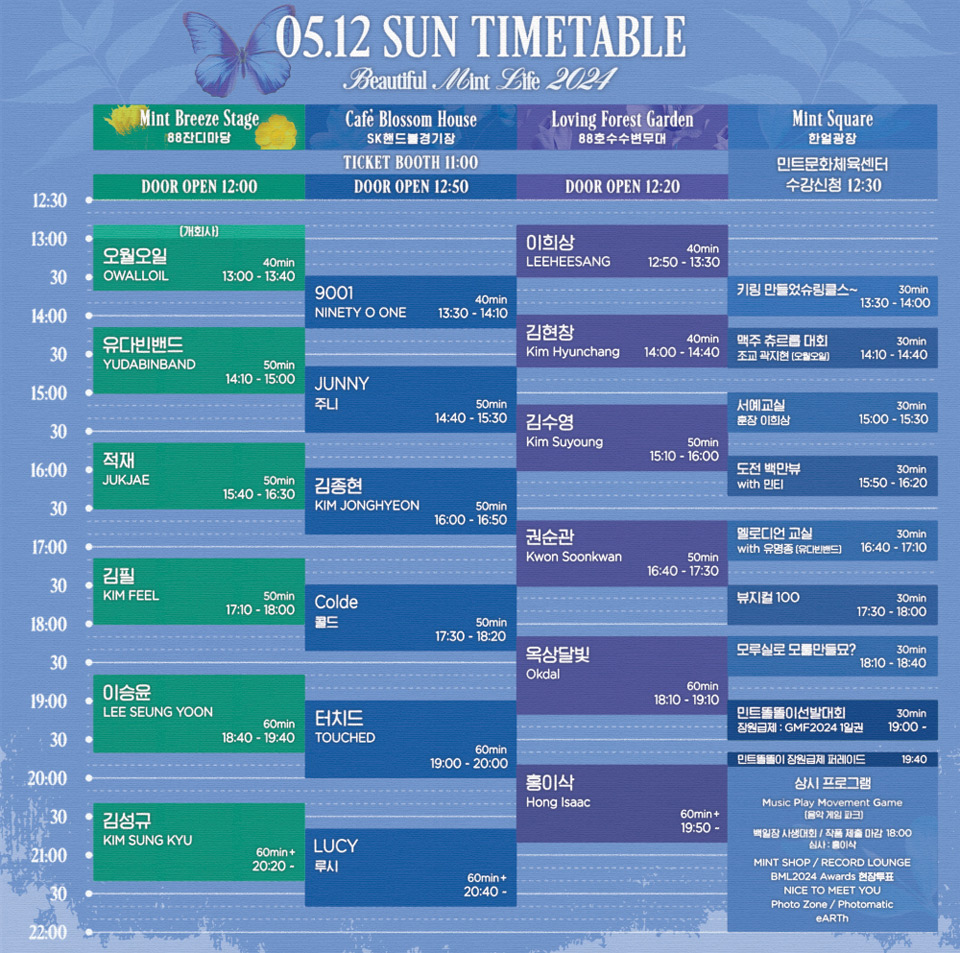 05.12 SUN TIMETABLE
Beautiful Mint Life 2024
Mint Breeze Stage
88잔디마당
Cafè Blossom House
SK핸드볼경기장
Loving Forest Garden
88호수수변무대
Mint Square
한얼광장
TICKET BOOTH 11:00
DOOR OPEN 12:00
DOOR OPEN 12:50
DOOR OPEN 12:20
민트문화체육센터
수강신청 12:30
12:30
13:00
30
14:00
30
15:00
30
16:00
30
17:00
30
18:00
30
19:00
30
20:00
30
21:00
30
22:00
(개회사)
오월오일
OWALLOIL
40min
13:00 - 13:40
유다빈밴드
YUDABINBAND
50min
14:10 - 15:00
적재
JUKJAE
50min
15:40 - 16:30
김필
KIM FEEL
50min
17:10 - 18:00
이승윤
LEE SEUNG YOON
60min
18:40 - 19:40
김성규
KIM SUNG KYU
60min+
20:20 -
9001
NINETY O ONE
40min
13:30 - 14:10
JUNNY
주니
50min
14:40 - 15:30
김종현
KIM JONGHYEON
50min
16:00 - 16:50
Colde
콜드
50min
17:30 - 18:20
터치드
TOUCHED
60min
19:00 - 20:00
LUCY
루시
60min+
20:40 -
이희상
LEEHEESANG
40min
12:50 - 13:30
김현창
Kim Hyunchang
40min
14:00 - 14:40
김수영
Kim Suyoung
50min
15:10 - 16:00
권순관
Kwon Soonkwan
50min
16:40 - 17:30
옥상달빛
Okdal
60min
18:10 - 19:10
홍이삭
Hong Isaac
60min+
19:50 -
키링 만들었슈링클스~
30min
13:30 - 14:00
맥주 츄르릅 대회
조교 곽지현 (오월오일)
30min
14:10 - 14:40
서예교실
훈장 이희상
30min
15:00 - 15:30
도전 백만뷰
with 민티
30min
15:50 - 16:20
멜로디언 교실
with 유명종 (유다빈밴드)
30min
16:40 - 17:10
뷰지컬 100
30min
17:30 - 18:00
모루실로 모를만들묘?
30min
18:10 - 18:40
민트똘똘이선발대회
장원급제 : GMF2024 1일권
30min
19:00 -
민트똘똘이 장원급제 퍼레이드 19:40
상시 프로그램
Music Play Movement Game
(음악 게임 파크)
백일장 사생대회 / 작품 제출 마감 18:00
심사 : 홍이삭
MINT SHOP / RECORD LOUNGE
BML2024 Awards 현장투표
NICE TO MEET YOU
Photo Zone / Photomatic
eARTh